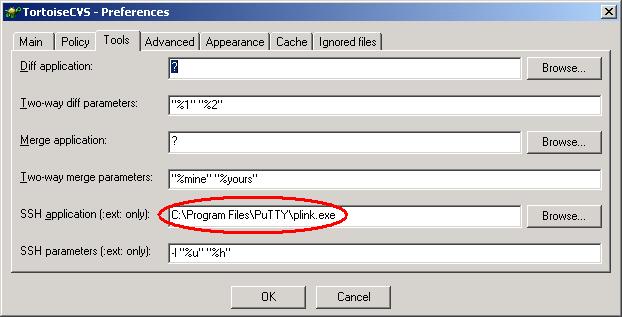 TortoiseCVS - Preferences
Main Policy Tools Advanced Appearance Cache Ignored files
Diff application: ? Browse...
Two-way diff parameters: "%1" "%2"
Merge application: ? Browse...
Two-way merge parameters: "%mine" "%yours"
SSH application (:ext: only): C:\Program Files\PuTTY\plink.exe Browse...
SSH parameters (:ext: only): -l "%u" "%h"
OK Cancel